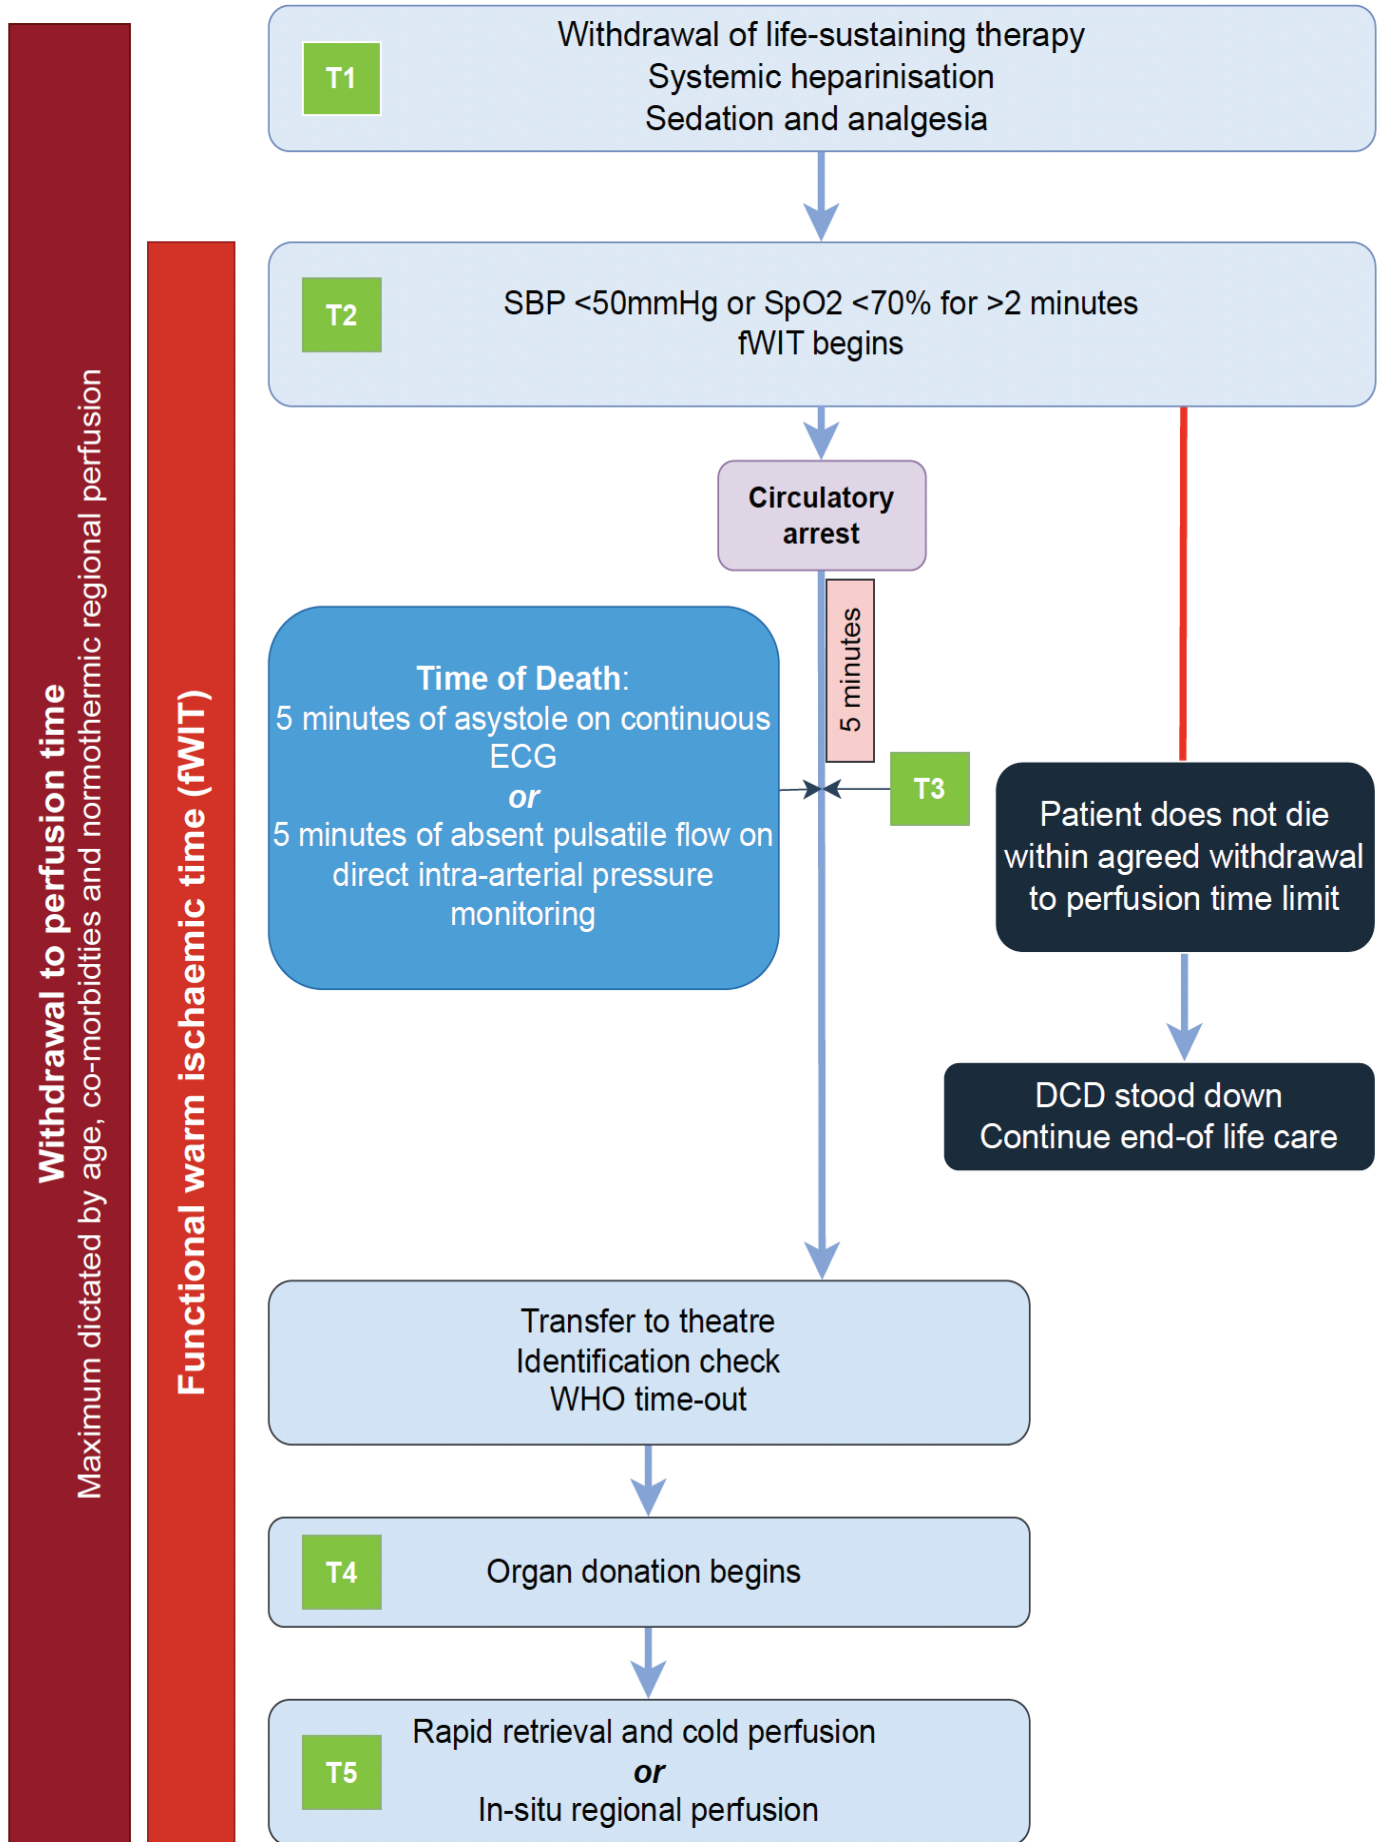 Withdrawal to perfusion time
Maximum dictated by age, co-morbidties and normothermic regional perfusion
Functional warm ischaemic time (fWIT)
T1
Withdrawal of life-sustaining therapy
Systemic heparinisation
Sedation and analgesia
T2
SBP <50mmHg or SpO2 <70% for >2 minutes
fWIT begins
Circulatory
arrest
5 minutes
Time of Death:
5 minutes of asystole on continuous
ECG
or
5 minutes of absent pulsatile flow on
direct intra-arterial pressure
monitoring
T3
Patient does not die
within agreed withdrawal
to perfusion time limit
DCD stood down
Continue end-of life care
Transfer to theatre
Identification check
WHO time-out
T4
Organ donation begins
T5
Rapid retrieval and cold perfusion
or
In-situ regional perfusion